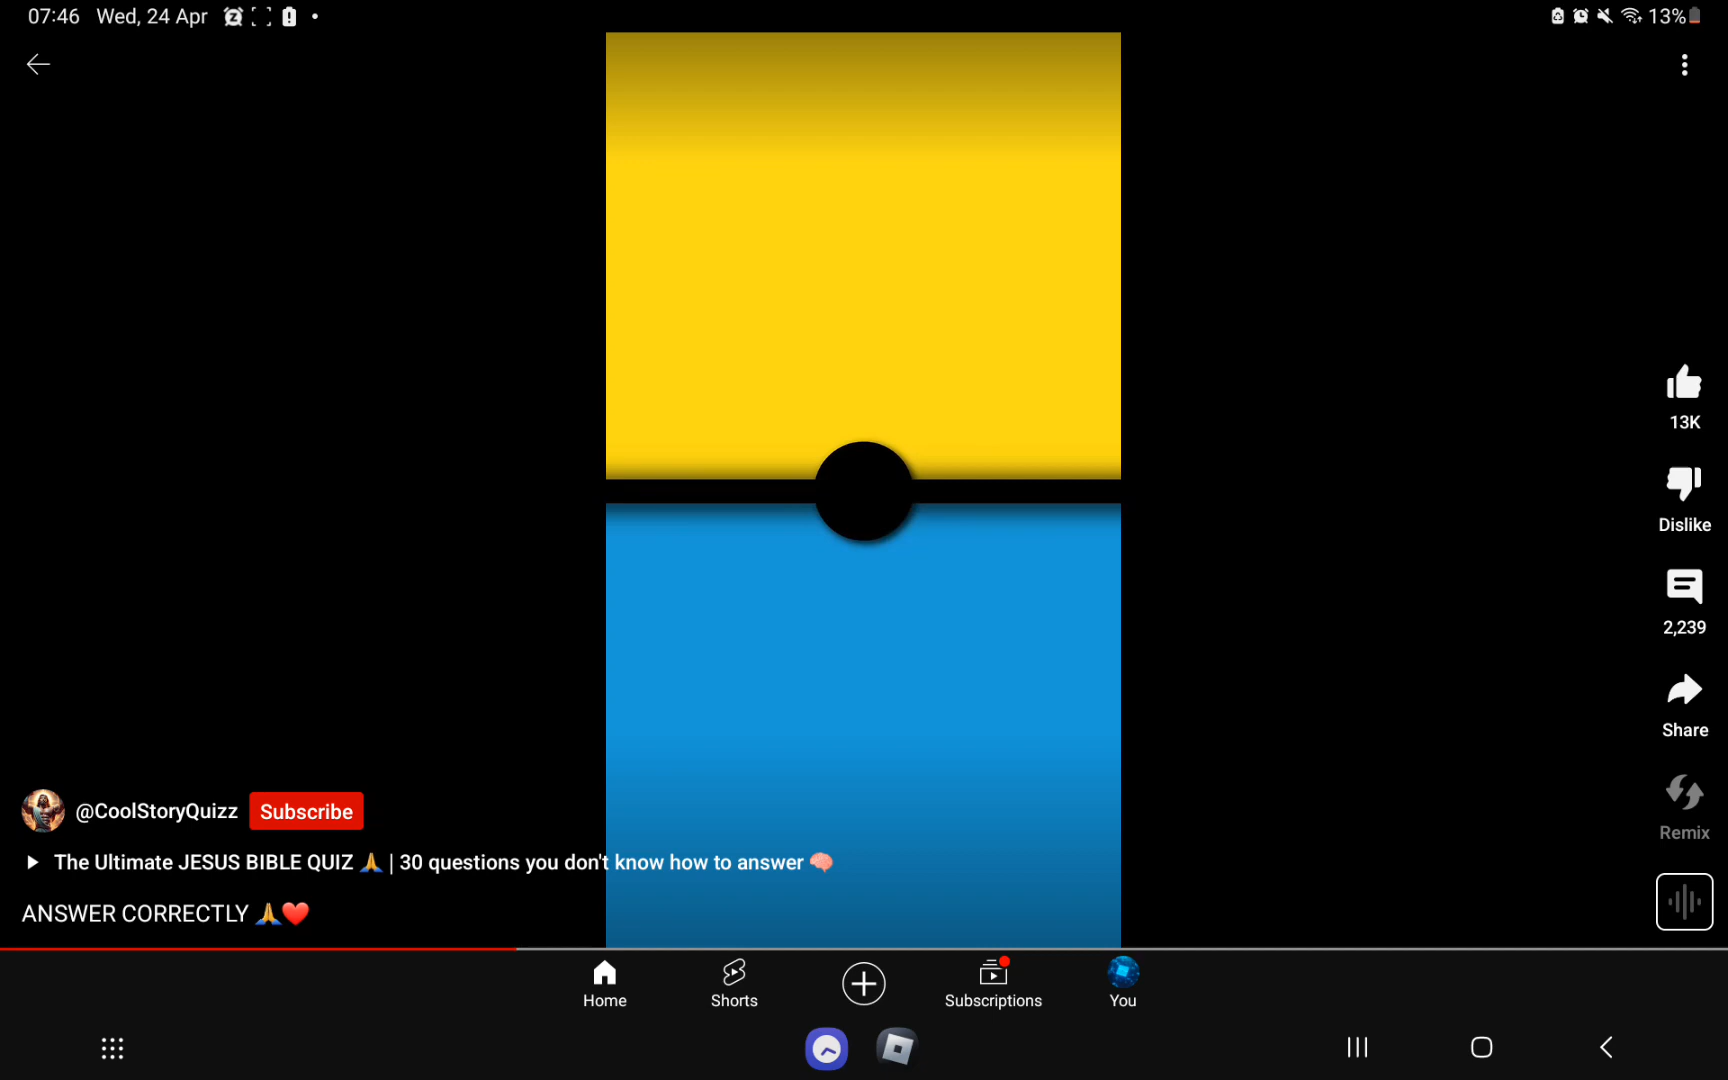 07:46 Wed, 24 Apr
13%
13K
Dislike
2,239
Share
Remix
@CoolStoryQuizz Subscribe
The Ultimate JESUS BIBLE QUIZ 🙏 | 30 questions you don't know how to answer 🧠
ANSWER CORRECTLY 🙏❤️
Home Shorts Subscriptions You